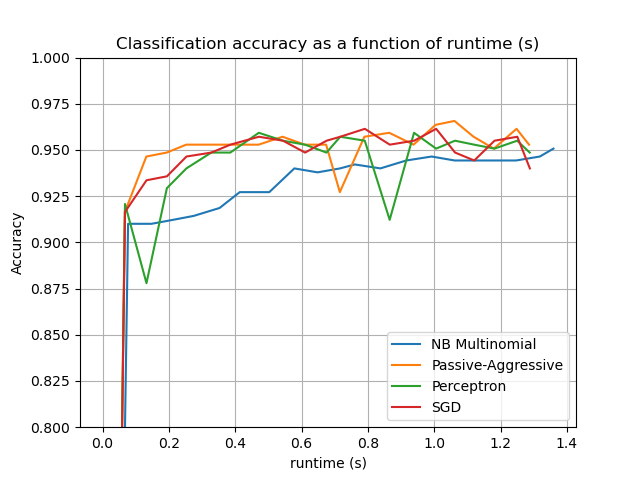 Classification accuracy as a function of runtime (s)
1.000
0.975
0.950
0.925
0.900
0.875
0.850
0.825
0.800
Accuracy
NB Multinomial
Passive-Aggressive
Perceptron
SGD
0.0 0.2 0.4 0.6 0.8 1.0 1.2 1.4
runtime (s)